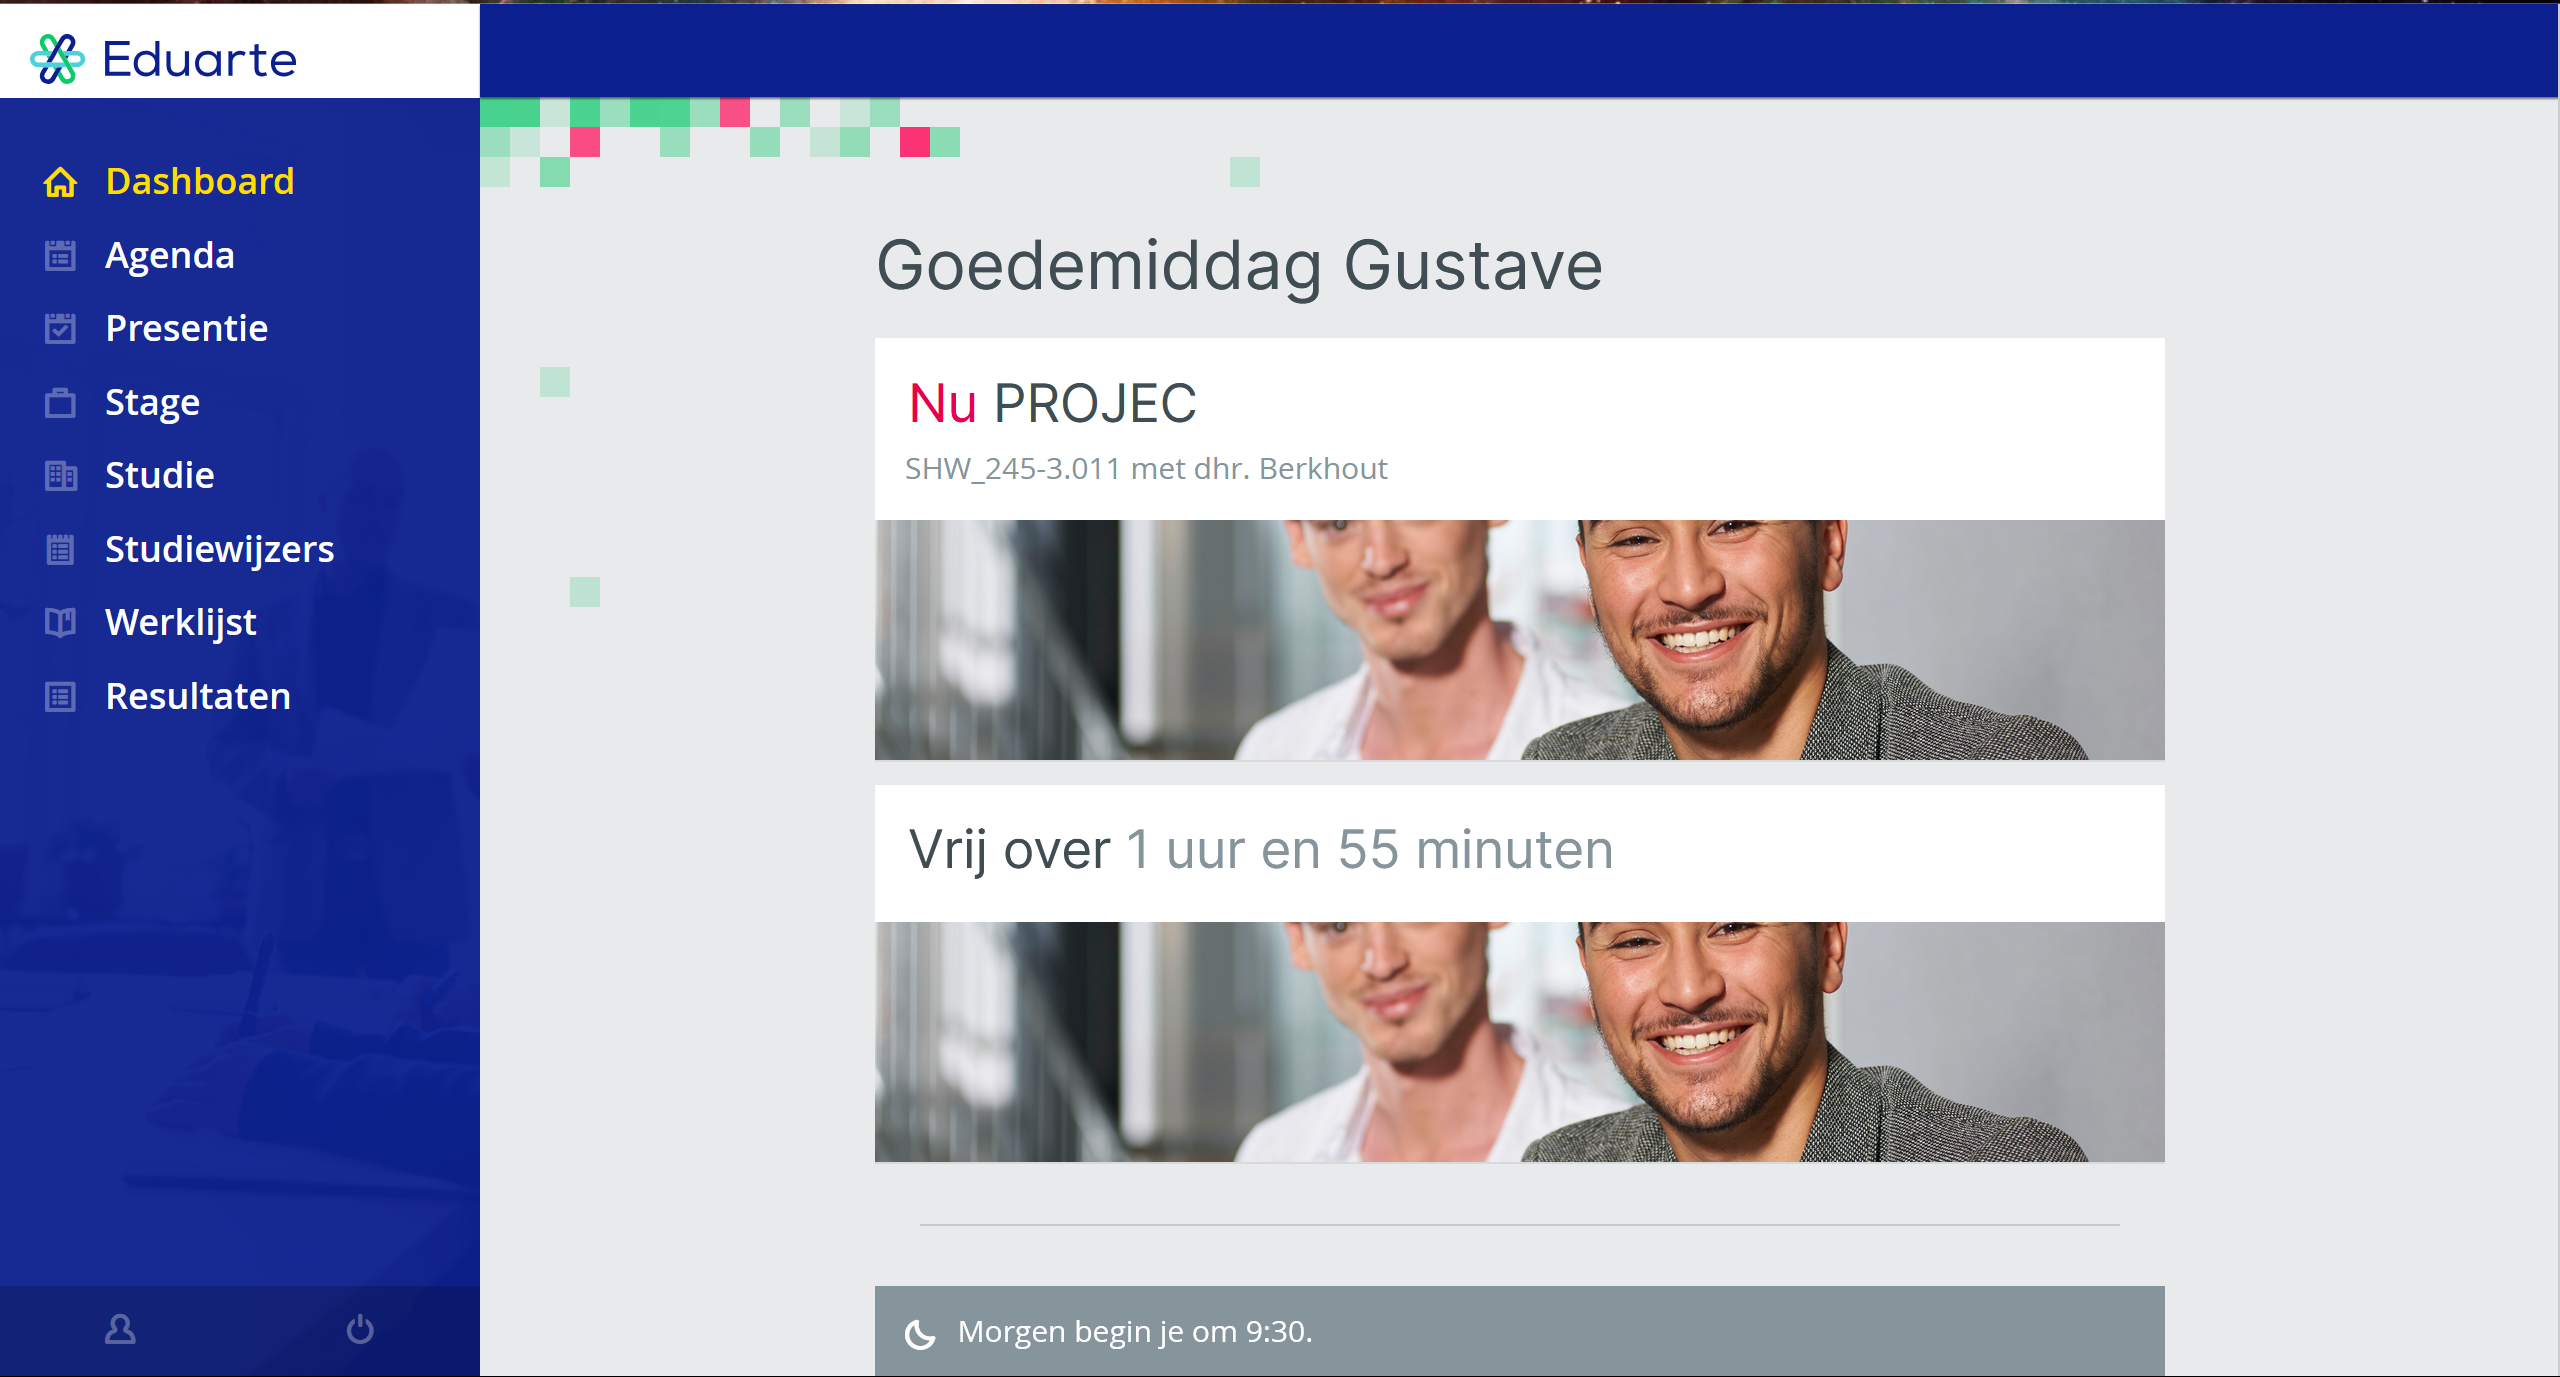 Eduarte
Dashboard
Agenda
Presentie
Stage
Studie
Studiewijzers
Werklijst
Resultaten
Goedemiddag Gustave
Nu PROJEC
SHW_245-3.011 met dhr. Berkhout
Vrij over 1 uur en 55 minuten
Morgen begin je om 9:30.